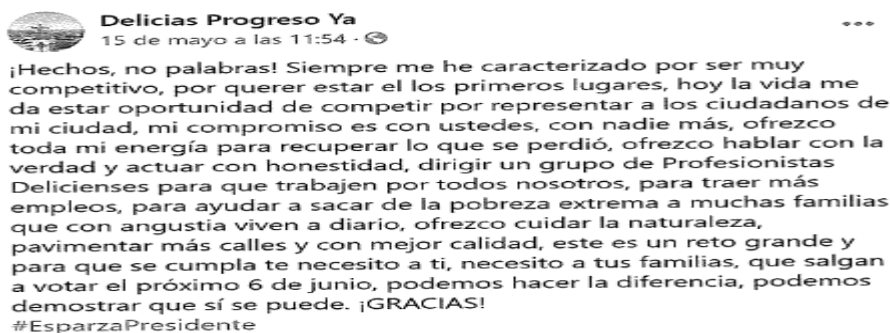 Delicias Progreso Ya
15 de mayo a las 11:54 ·
¡Hechos, no palabras! Siempre me he caracterizado por ser muy
competitivo, por querer estar el los primeros lugares, hoy la vida me
da estar oportunidad de competir por representar a los ciudadanos de
mi ciudad, mi compromiso es con ustedes, con nadie más, ofrezco
toda mi energía para recuperar lo que se perdió, ofrezco hablar con la
verdad y actuar con honestidad, dirigir un grupo de Profesionistas
Delicienses para que trabajen por todos nosotros, para traer más
empleos, para ayudar a sacar de la pobreza extrema a muchas familias
que con angustia viven a diario, ofrezco cuidar la naturaleza,
pavimentar más calles y con mejor calidad, este es un reto grande y
para que se cumpla te necesito a ti, necesito a tus familias, que salgan
a votar el próximo 6 de junio, podemos hacer la diferencia, podemos
demostrar que sí se puede. ¡GRACIAS!
#EsparzaPresidente